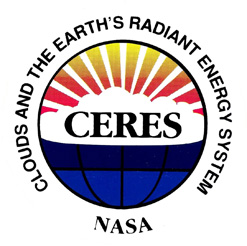 CLOUDS AND THE EARTH'S RADIANT ENERGY SYSTEM
CERES
NASA